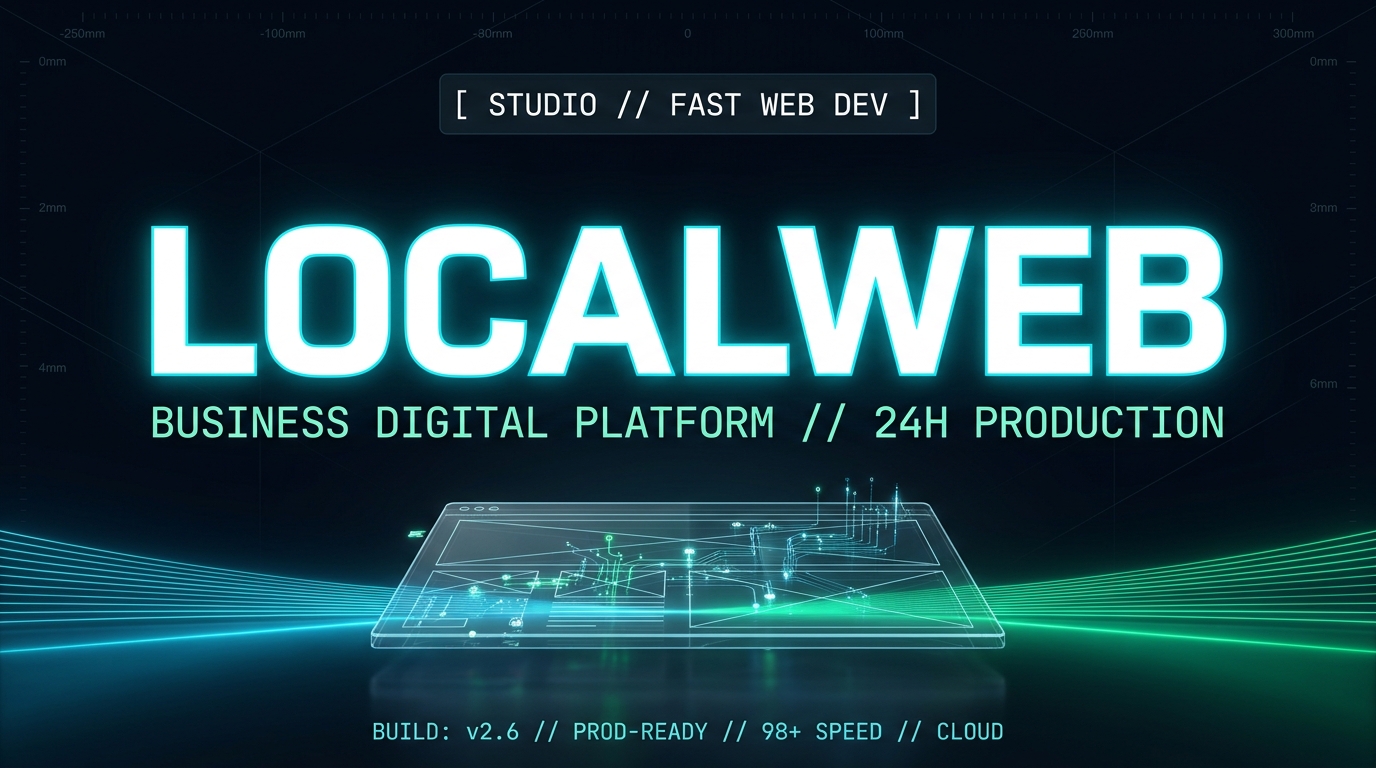 -250mm -100mm -80mm 0 100mm 260mm 300mm
0mm 0mm
[ STUDIO // FAST WEB DEV ]
2mm 3mm
LOCALWEB
4mm 6mm
BUSINESS DIGITAL PLATFORM // 24H PRODUCTION
BUILD: v2.6 // PROD-READY // 98+ SPEED // CLOUD